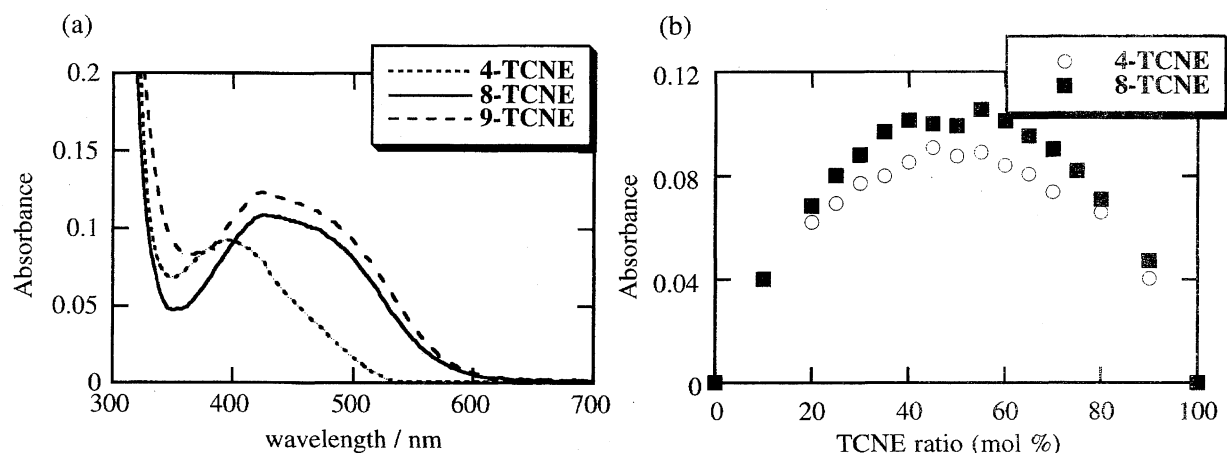 (a)
4-TCNE
8-TCNE
9-TCNE
0.2
0.15
0.1
0.05
0
Absorbance
300 400 500 600 700
wavelength / nm
(b)
4-TCNE
8-TCNE
0.12
0.08
0.04
0
Absorbance
0 20 40 60 80 100
TCNE ratio (mol %)